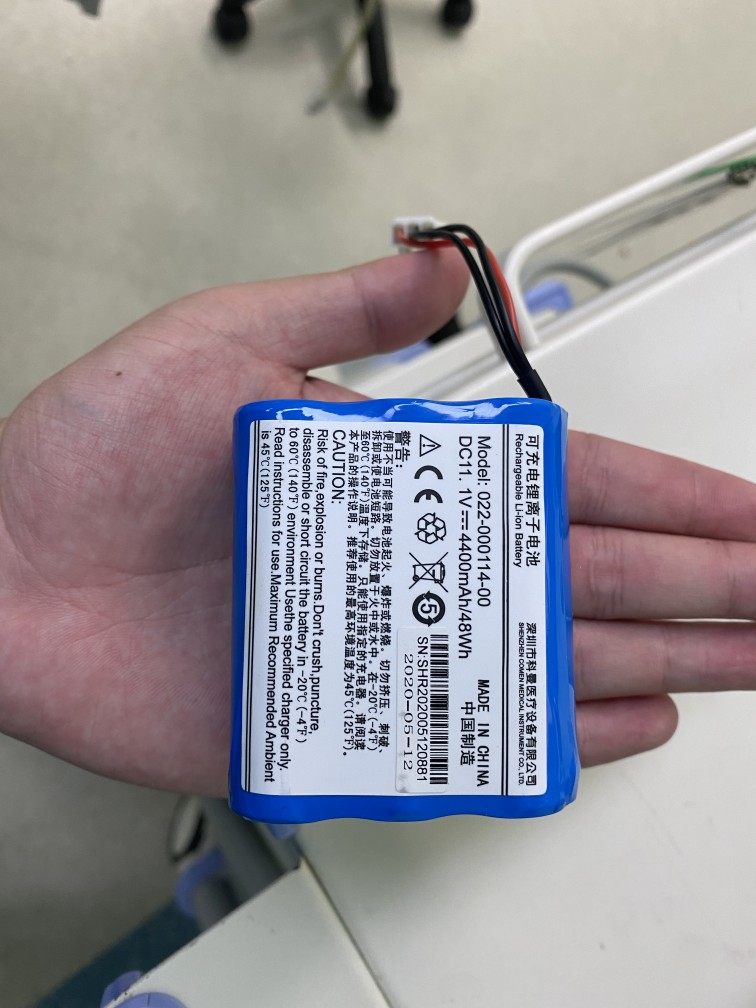 可充电锂离子电池
Rechargeable Li-ion Battery
深圳市科曼医疗设备有限公司
SHENZHEN COMEN MEDICAL INSTRUMENT CO., LTD.
Model: 022-000114-00
DC11. 1V⎓4400mAh/48Wh
MADE IN CHINA
中国制造
CE
5
SN:SHR202005120881
2020-05-12
警告:
使用不当可能导致电池起火、爆炸或燃烧。切勿挤压、刺破、
拆卸或使电池短路。切勿放置于火中或水中。在-20℃(-4℉)
至60℃(140℉)温度下存储。只能使用指定的充电器。请阅读
本产品的操作说明。推荐使用的最高环境温度为45℃(125℉)。
CAUTION:
Risk of fire,explosion or burns.Don't crush,puncture,
disassemble or short circuit the battery in -20℃(-4℉)
to 60℃(140℉) environment Usethe specified charger only.
Read instructions for use.Maximum Recommended Ambient
is 45℃(125℉)